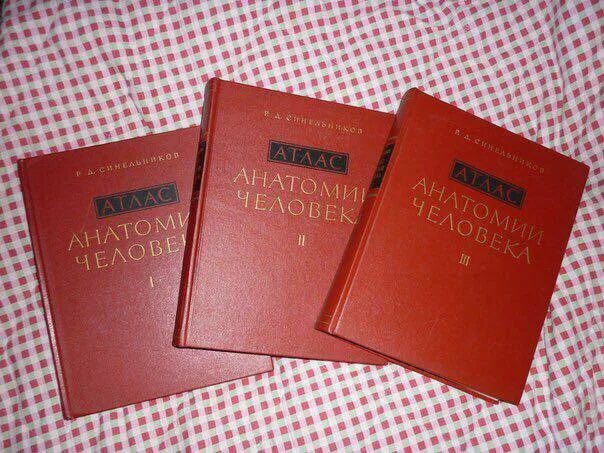 Р. Д. СИНЕЛЬНИКОВ
АТЛАС
АНАТОМИИ
ЧЕЛОВЕКА
I
Р. Д. СИНЕЛЬНИКОВ
АТЛАС
АНАТОМИИ
ЧЕЛОВЕКА
II
Р. Д. СИНЕЛЬНИКОВ
АТЛАС
АНАТОМИИ
ЧЕЛОВЕКА
III